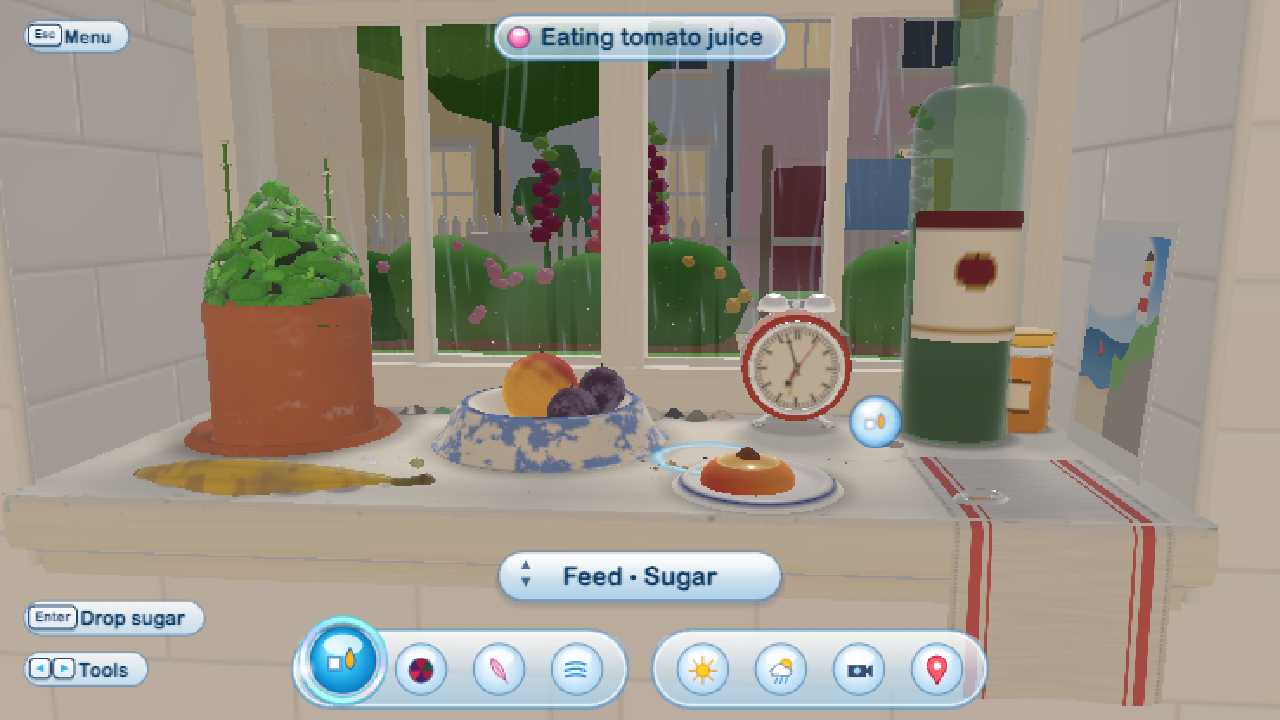 Esc Menu
Eating tomato juice
Feed · Sugar
Enter Drop sugar
Tools